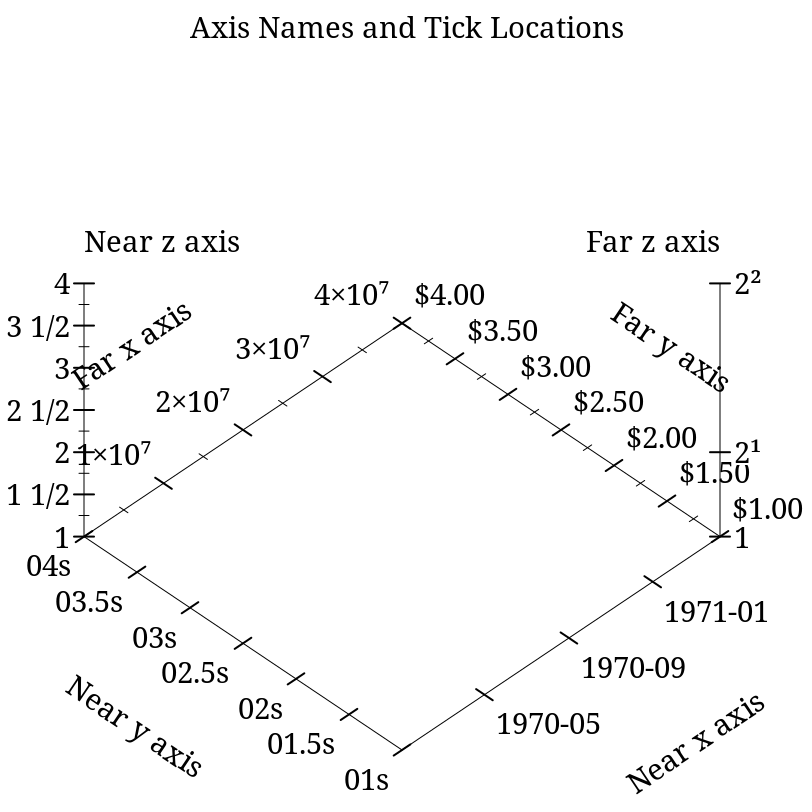 Axis Names and Tick Locations
Near z axis
Far z axis
4
3 1/2
3
2 1/2
2
1 1/2
1
Far x axis
4×10⁷
3×10⁷
2×10⁷
1×10⁷
$4.00
$3.50
$3.00
$2.50
$2.00
$1.50
$1.00
Far y axis
2²
2¹
1
04s
03.5s
03s
02.5s
02s
01.5s
01s
Near y axis
1971-01
1970-09
1970-05
Near x axis